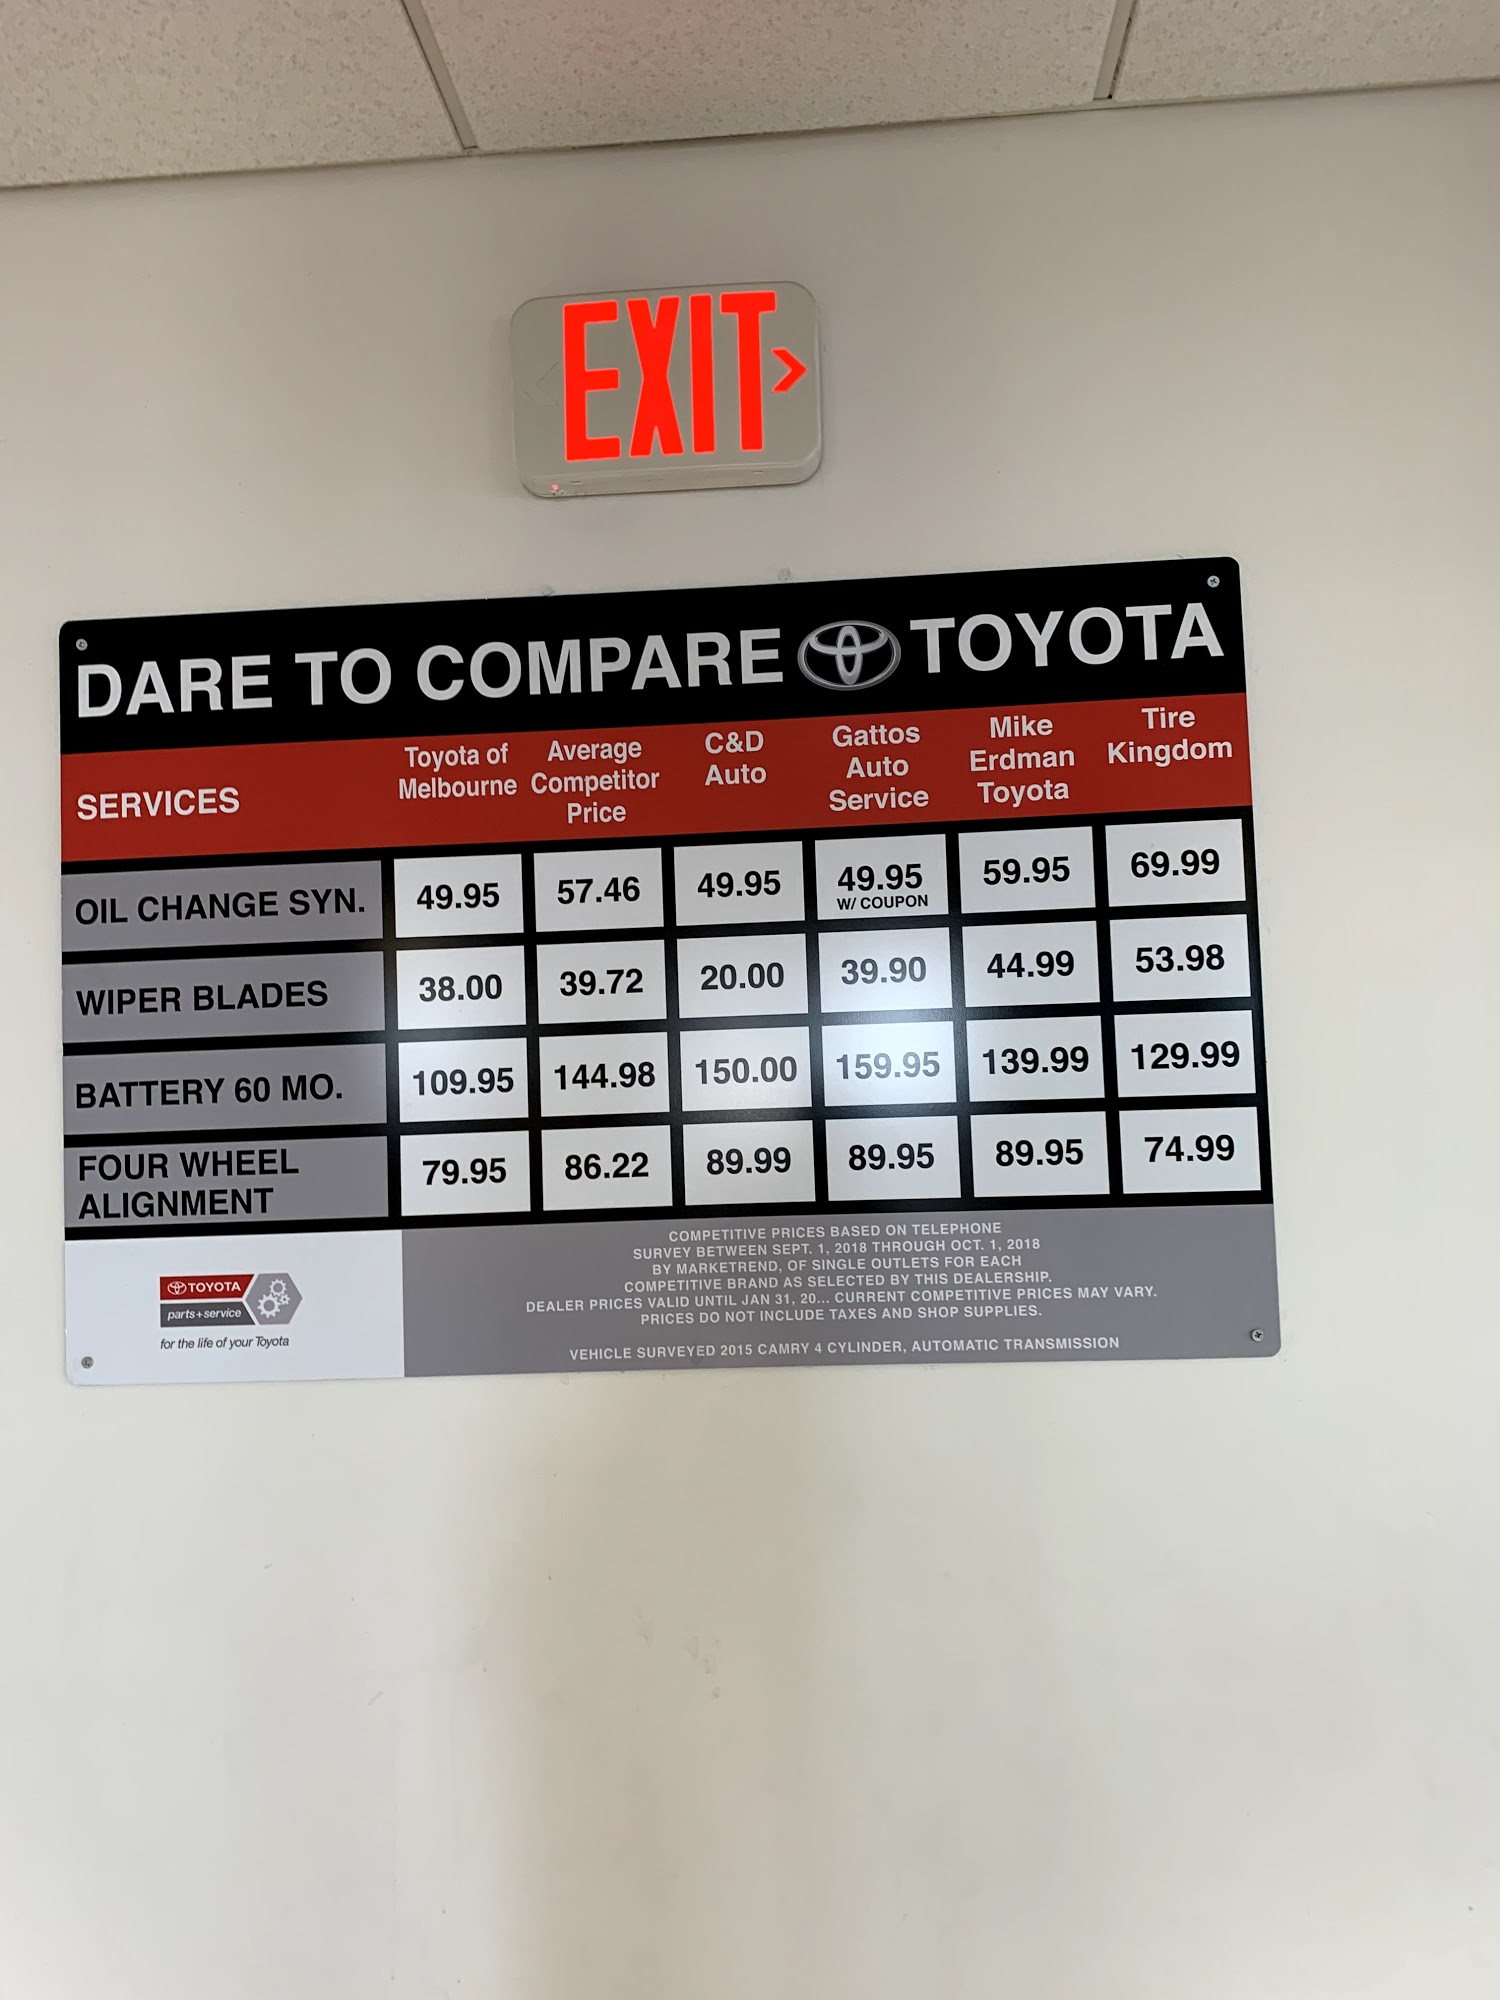 EXIT
DARE TO COMPARE TOYOTA
SERVICES
Toyota of
Melbourne
Average
Competitor
Price
C&D
Auto
Gattos
Auto
Service
Mike
Erdman
Toyota
Tire
Kingdom
OIL CHANGE SYN. 49.95 57.46 49.95 49.95 59.95 69.99
W/ COUPON
WIPER BLADES 38.00 39.72 20.00 39.90 44.99 53.98
BATTERY 60 MO. 109.95 144.98 150.00 159.95 139.99 129.99
FOUR WHEEL
ALIGNMENT 79.95 86.22 89.99 89.95 89.95 74.99
TOYOTA
parts+service
for the life of your Toyota
COMPETITIVE PRICES BASED ON TELEPHONE
SURVEY BETWEEN SEPT. 1, 2018 THROUGH OCT. 1, 2018
BY MARKETREND, OF SINGLE OUTLETS FOR EACH
COMPETITIVE BRAND AS SELECTED BY THIS DEALERSHIP.
DEALER PRICES VALID UNTIL JAN 31, 20... CURRENT COMPETITIVE PRICES MAY VARY.
PRICES DO NOT INCLUDE TAXES AND SHOP SUPPLIES.
VEHICLE SURVEYED 2015 CAMRY 4 CYLINDER, AUTOMATIC TRANSMISSION